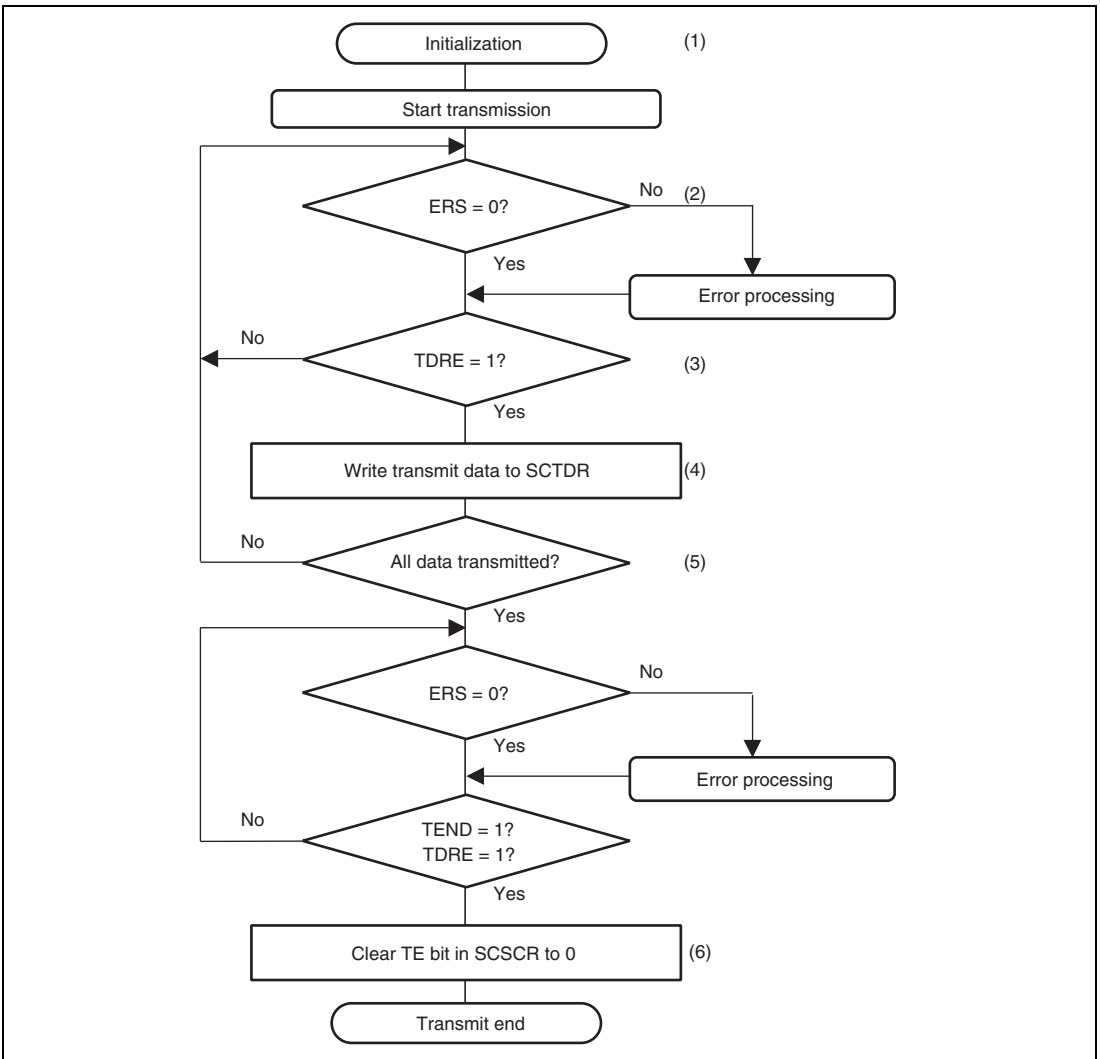 Initialization (1)
Start transmission
ERS = 0? No (2)
Yes
Error processing
No
TDRE = 1? (3)
Yes
Write transmit data to SCTDR (4)
No
All data transmitted? (5)
Yes
ERS = 0? No
Yes
Error processing
No
TEND = 1?
TDRE = 1?
Yes
Clear TE bit in SCSCR to 0 (6)
Transmit end